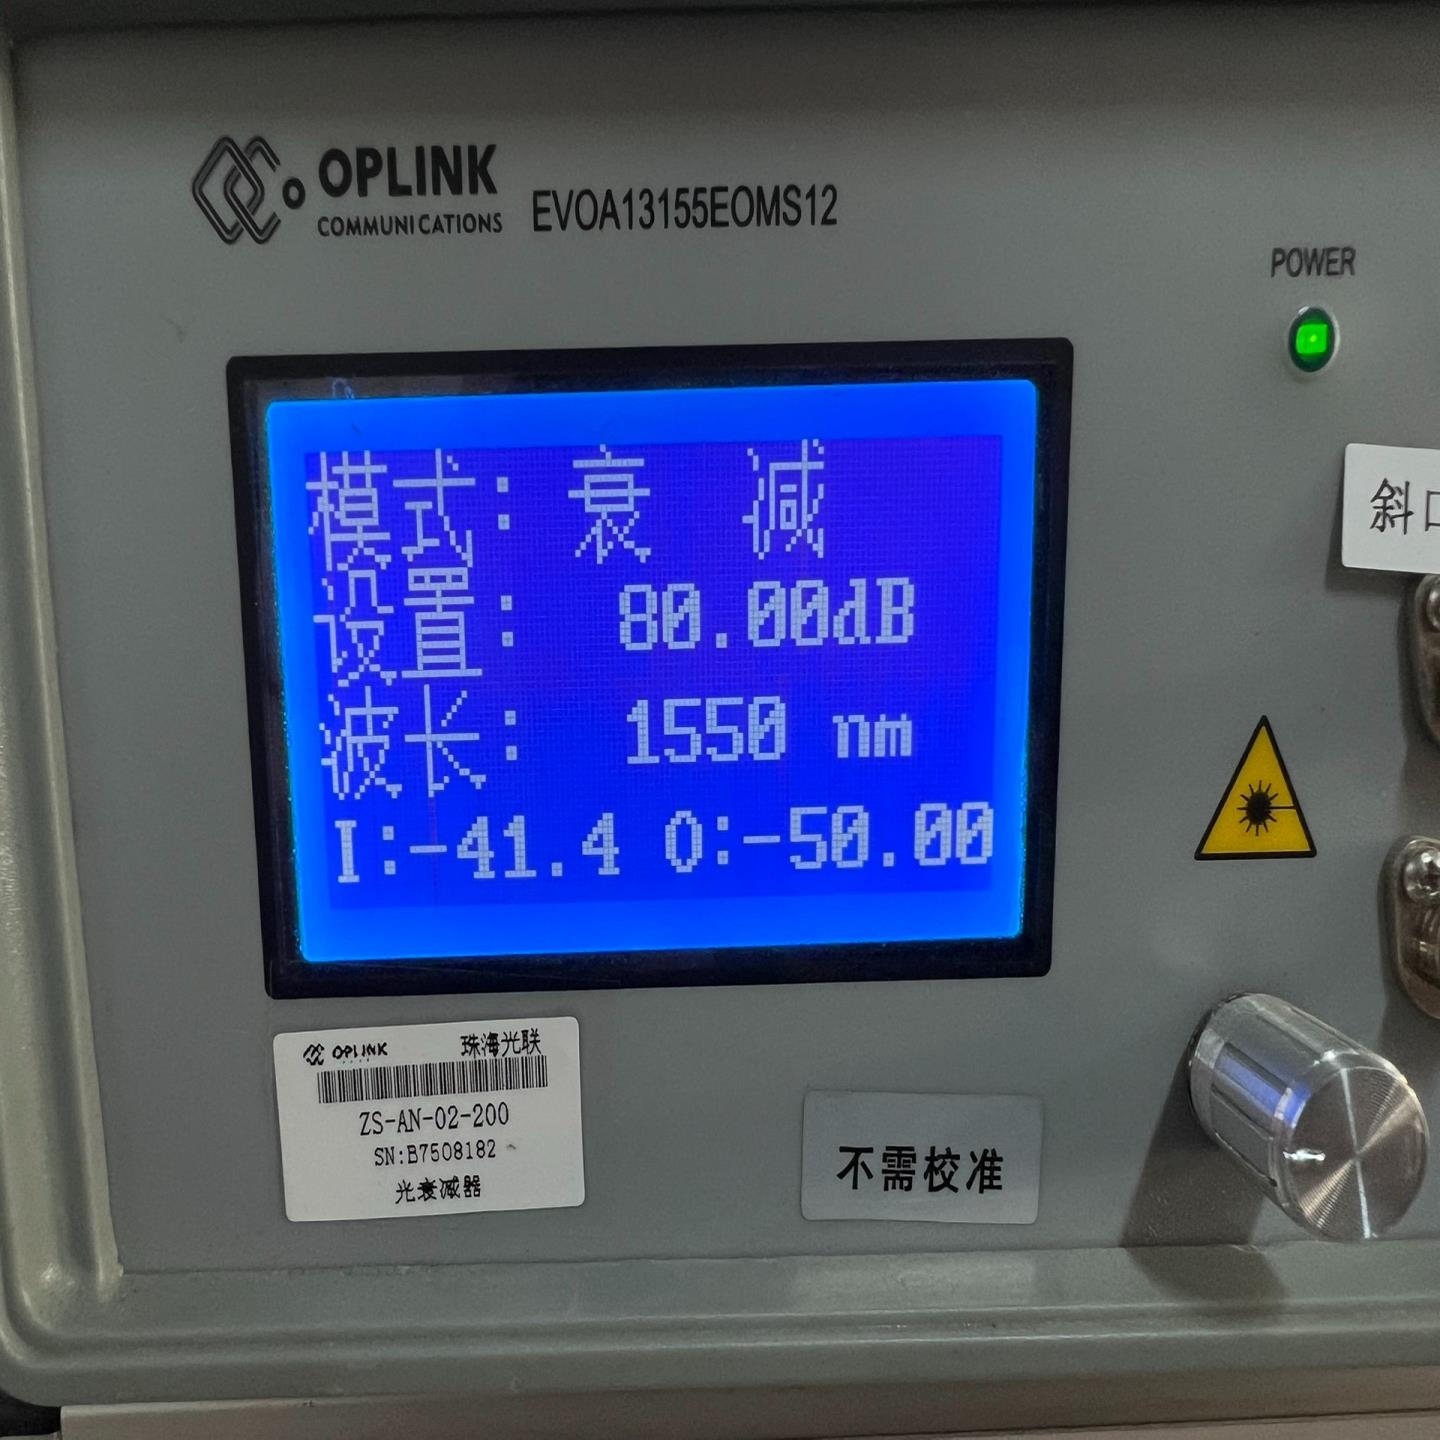 OPLINK
COMMUNICATIONS
EVOA13155EOMS12
POWER
斜口
模式：衰 减
设置： 80.00dB
波长： 1550 nm
I:-41.4 O:-50.00
OPLINK 珠海光联
ZS-AN-02-200
SN:B7508182
光衰减器
不需校准